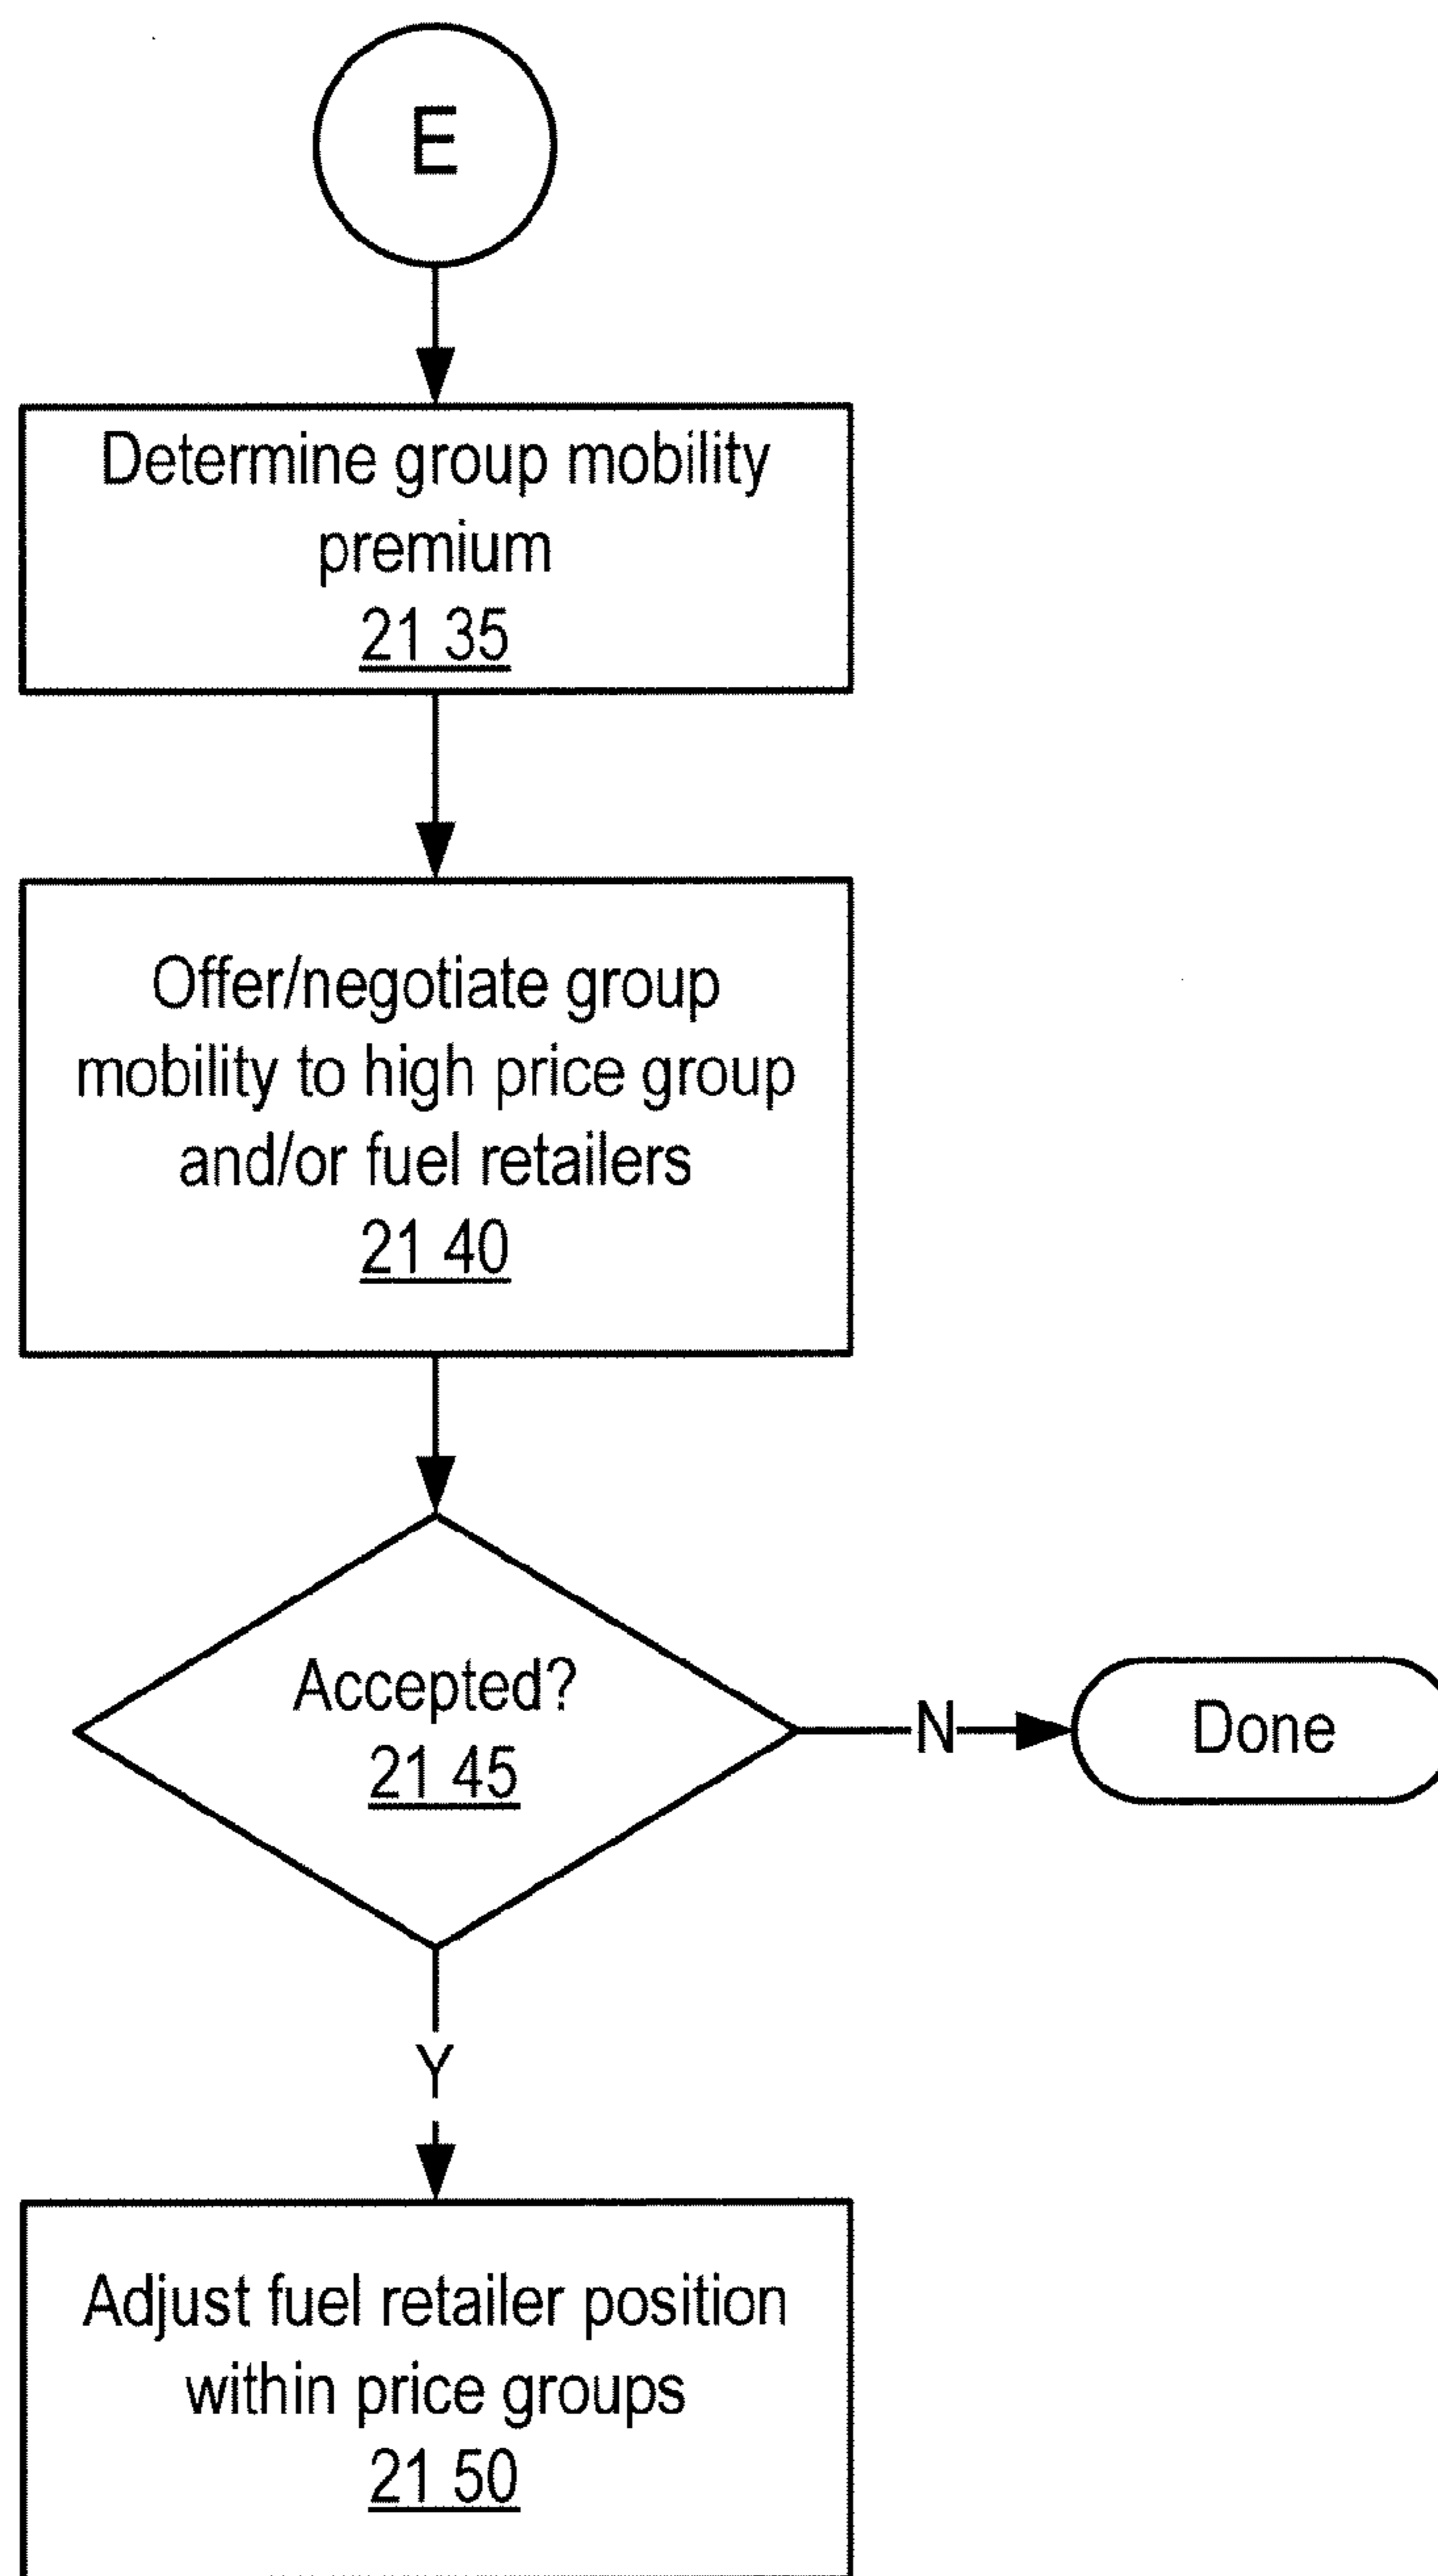 E
Determine group mobility
premium
21 35
Offer/negotiate group
mobility to high price group
and/or fuel retailers
21 40
Accepted?
21 45
N
Done
Y
Adjust fuel retailer position
within price groups
21 50